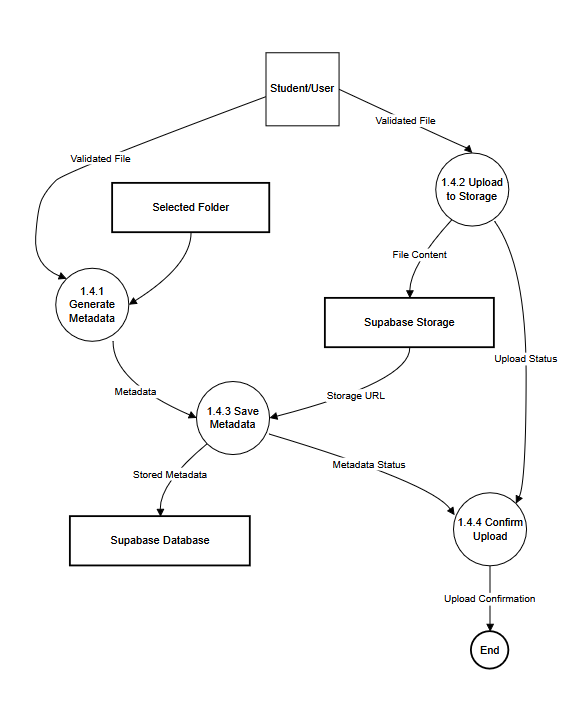 Student/User
Validated File
Validated File
1.4.2 Upload
to Storage
Selected Folder
File Content
1.4.1
Generate
Metadata
Supabase Storage
Upload Status
Metadata
Storage URL
1.4.3 Save
Metadata
Metadata Status
Stored Metadata
1.4.4 Confirm
Upload
Supabase Database
Upload Confirmation
End